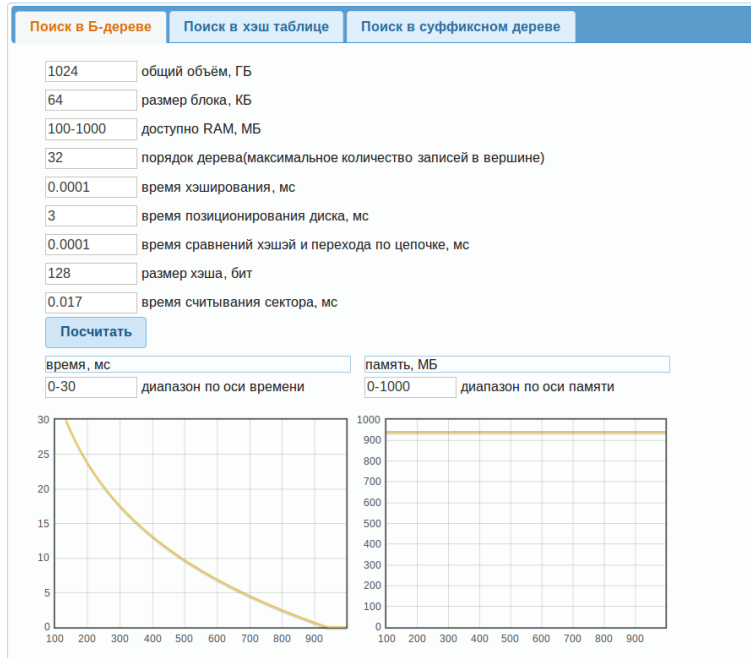 Поиск в Б-дереве Поиск в хэш таблице Поиск в суффиксном дереве
1024 общий объём, ГБ
64 размер блока, КБ
100-1000 доступно RAM, МБ
32 порядок дерева(максимальное количество записей в вершине)
0.0001 время хэширования, мс
3 время позиционирования диска, мс
0.0001 время сравнений хэшэй и перехода по цепочке, мс
128 размер хэша, бит
0.017 время считывания сектора, мс
Посчитать
время, мс память, МБ
0-30 диапазон по оси времени 0-1000 диапазон по оси памяти
30
25
20
15
10
5
0
100 200 300 400 500 600 700 800 900
1000
900
800
700
600
500
400
300
200
100
0
100 200 300 400 500 600 700 800 900